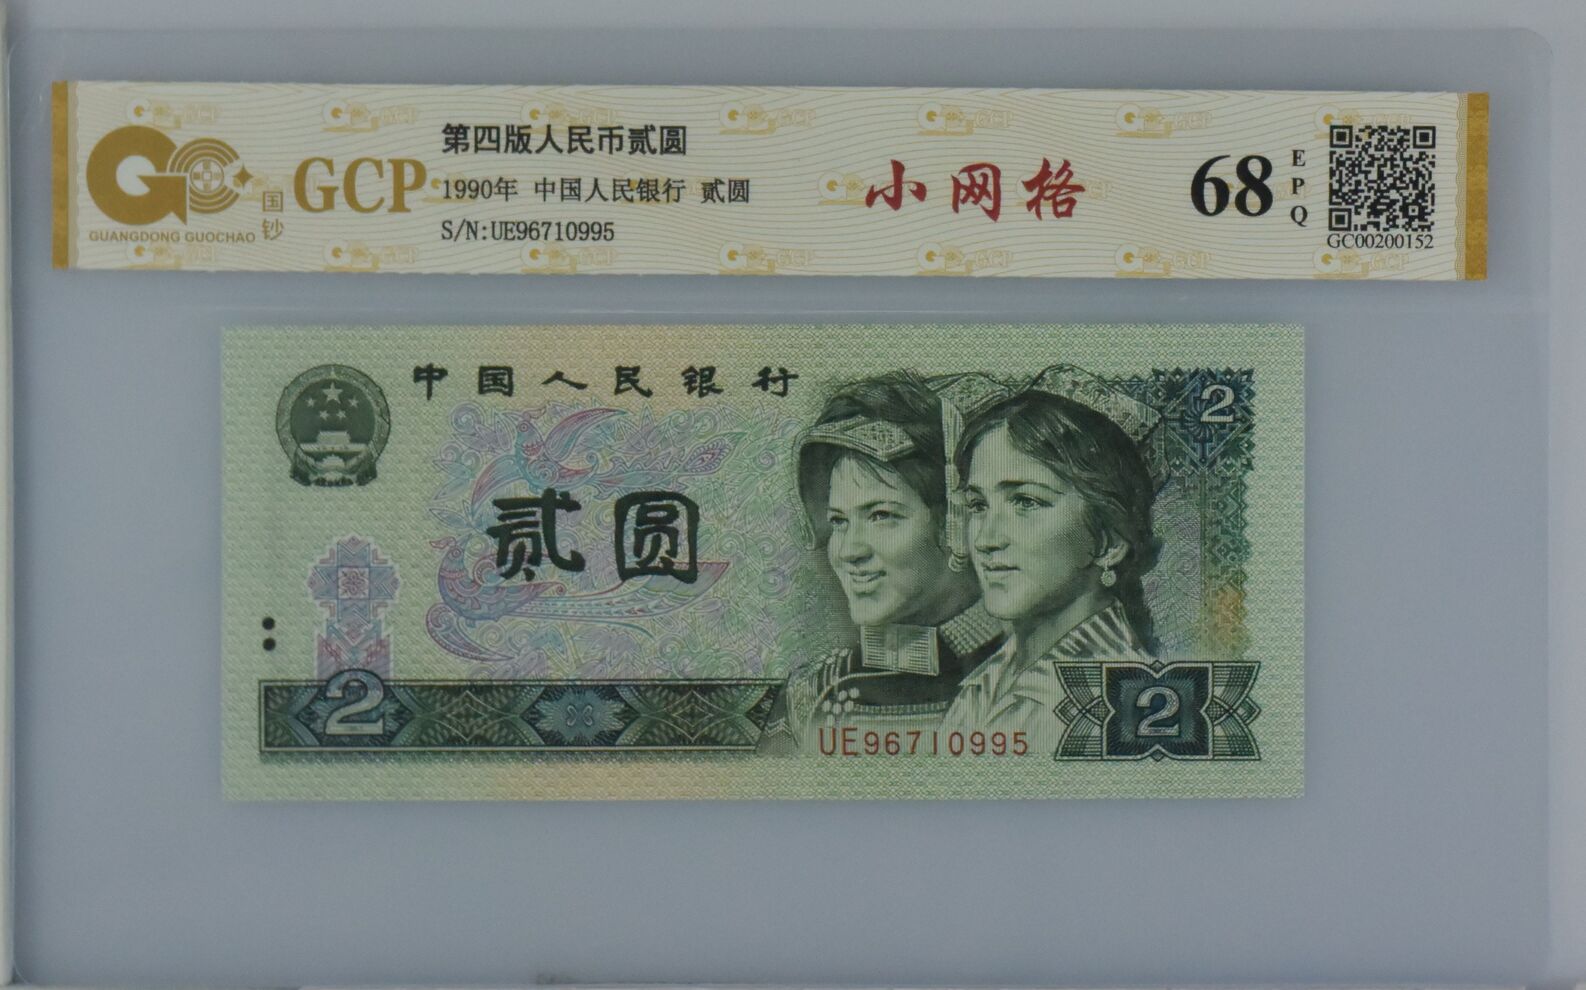 GUANGDONG GUOCHAO
国钞
GCP
第四版人民币贰圆
1990年 中国人民银行 贰圆
S/N:UE96710995
小网格
68
EPQ
GC00200152
中国人民银行
贰圆
2
2
2
UE96710995